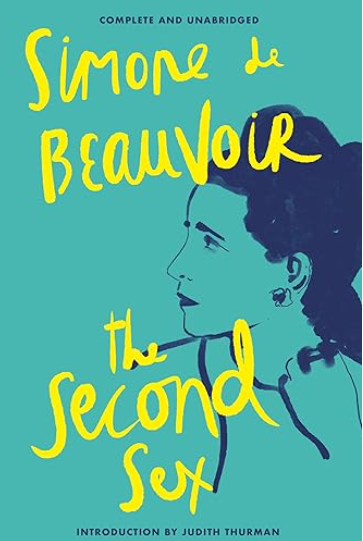 COMPLETE AND UNABRIDGED
Simone de
BEAUVOIR
the
Second
Sex
INTRODUCTION BY JUDITH THURMAN